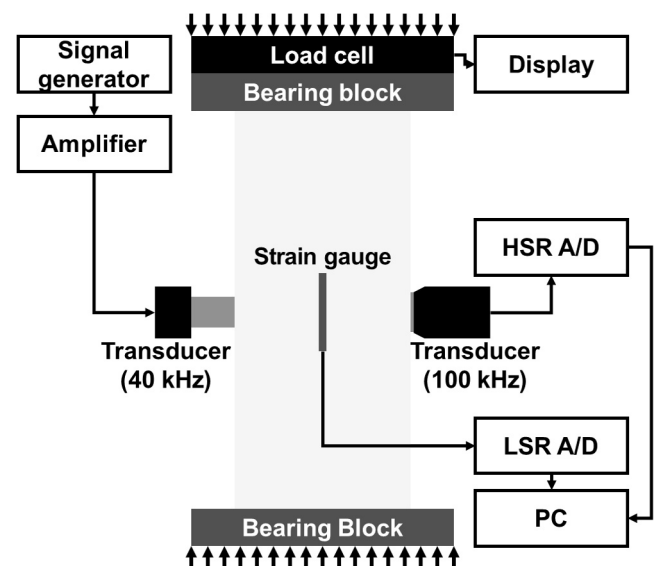 Signal
generator
Load cell
Display
Bearing block
Amplifier
HSR A/D
Strain gauge
Transducer
(40 kHz)
Transducer
(100 kHz)
LSR A/D
PC
Bearing Block